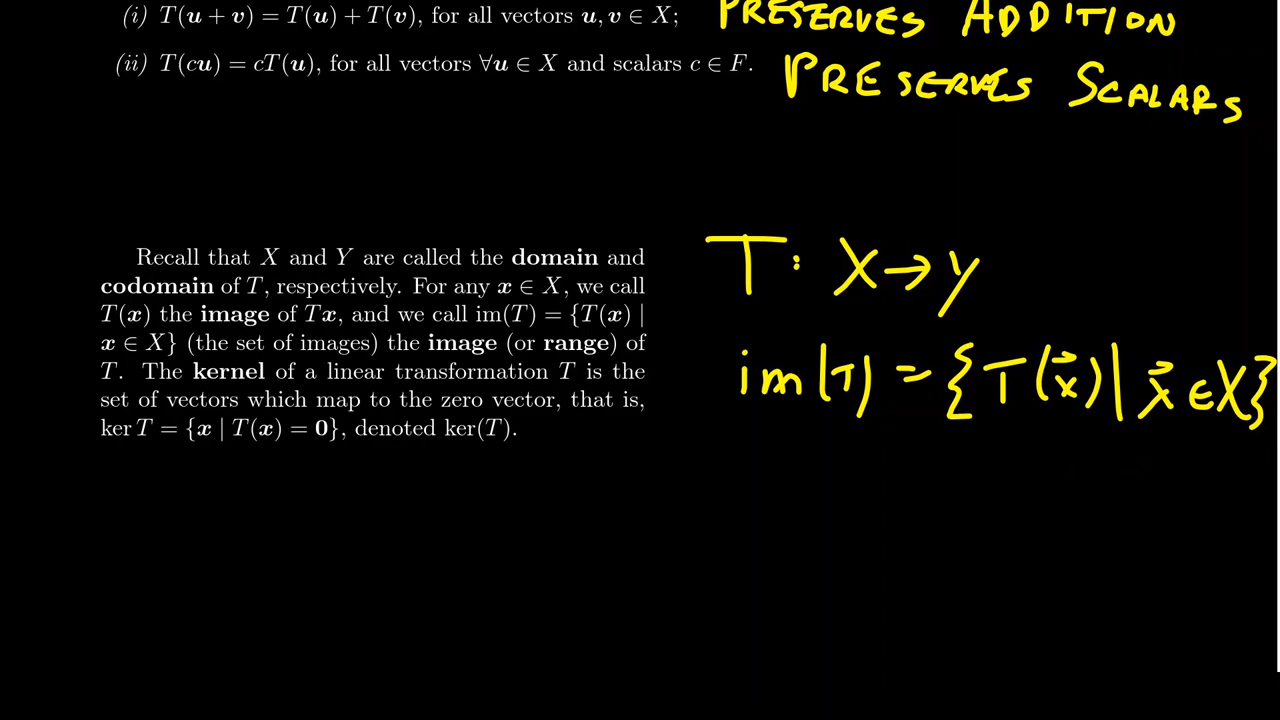 (i) T(u + v) = T(u) + T(v), for all vectors u, v ∈ X;
PRESERVES ADDITION
(ii) T(cu) = cT(u), for all vectors ∀u ∈ X and scalars c ∈ F.
PRESERVES SCALARS
Recall that X and Y are called the domain and
codomain of T, respectively. For any x ∈ X, we call
T(x) the image of Tx, and we call im(T) = {T(x) |
x ∈ X} (the set of images) the image (or range) of
T. The kernel of a linear transformation T is the
set of vectors which map to the zero vector, that is,
ker T = {x | T(x) = 0}, denoted ker(T).
T: X → Y
im(T) = {T(x⃗) | x⃗ ∈ X}